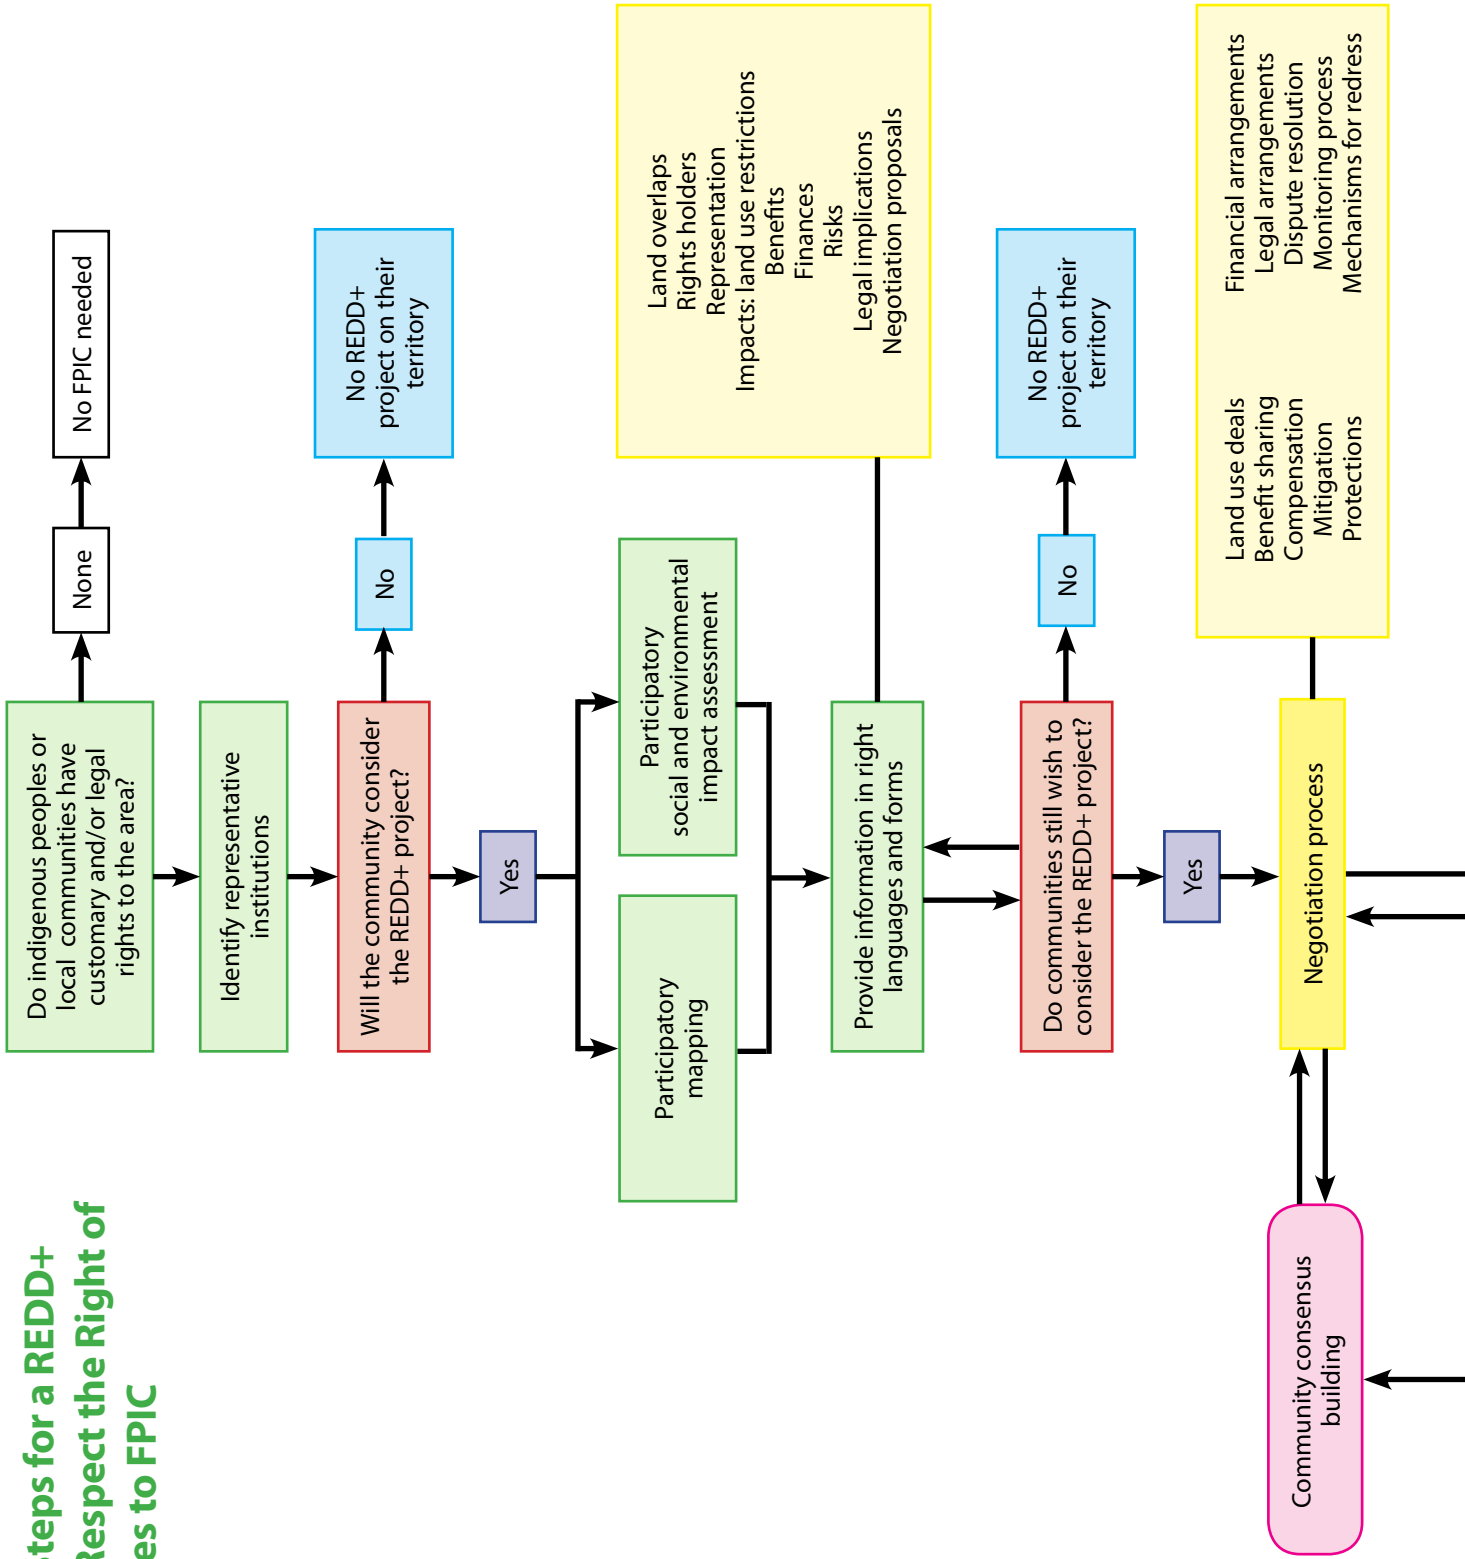 teps for a REDD+
Respect the Right of
es to FPIC
Do indigenous peoples or
local communities have
customary and/or legal
rights to the area?
None
No FPIC needed
Identify representative
institutions
Will the community consider
the REDD+ project?
No
No REDD+
project on their
territory
Yes
Participatory
mapping
Participatory
social and environmental
impact assessment
Provide information in right
languages and forms
Land overlaps
Rights holders
Representation
Impacts: land use restrictions
Benefits
Finances
Risks
Legal implications
Negotiation proposals
Do communities still wish to
consider the REDD+ project?
No
No REDD+
project on their
territory
Yes
Community consensus
building
Negotiation process
Land use deals
Benefit sharing
Compensation
Mitigation
Protections
Financial arrangements
Legal arrangements
Dispute resolution
Monitoring process
Mechanisms for redress